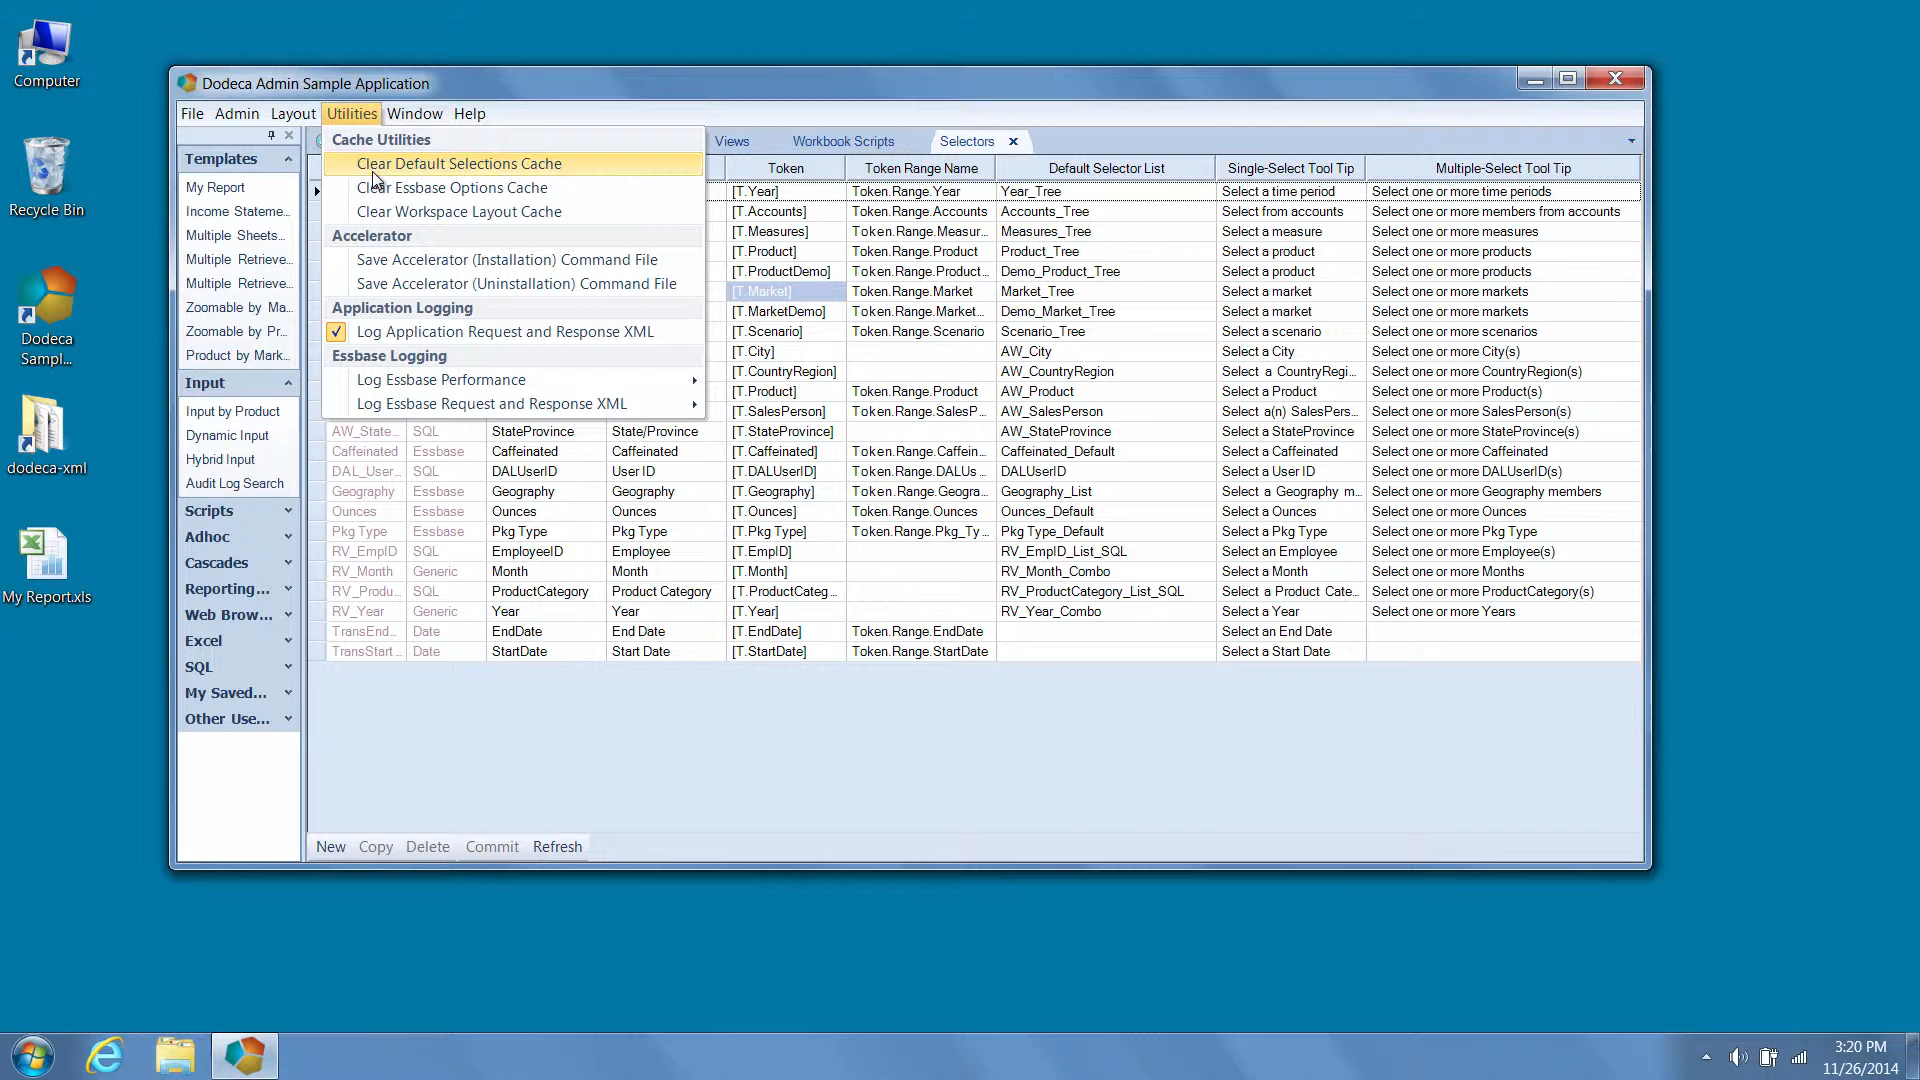 Computer
Recycle Bin
Dodeca
Sampl...
dodeca-xml
My Report.xls
Dodeca Admin Sample Application
File Admin Layout Utilities Window Help
Cache Utilities
Clear Default Selections Cache
Clear Essbase Options Cache
Clear Workspace Layout Cache
Accelerator
Save Accelerator (Installation) Command File
Save Accelerator (Uninstallation) Command File
Application Logging
Log Application Request and Response XML
Essbase Logging
Log Essbase Performance
Log Essbase Request and Response XML
Templates
My Report
Income Stateme...
Multiple Sheets...
Multiple Retrieve...
Multiple Retrieve...
Zoomable by Ma...
Zoomable by Pr...
Product by Mark...
Input
Input by Product
Dynamic Input
Hybrid Input
Audit Log Search
Scripts
Adhoc
Cascades
Reporting...
Web Brow...
Excel
SQL
My Saved...
Other Use...
Views Workbook Scripts Selectors
Token Token Range Name Default Selector List Single-Select Tool Tip Multiple-Select Tool Tip
[T.Year] Token.Range.Year Year_Tree Select a time period Select one or more time periods
[T.Accounts] Token.Range.Accounts Accounts_Tree Select from accounts Select one or more members from accounts
[T.Measures] Token.Range.Measur... Measures_Tree Select a measure Select one or more measures
[T.Product] Token.Range.Product Product_Tree Select a product Select one or more products
[T.ProductDemo] Token.Range.Product... Demo_Product_Tree Select a product Select one or more products
[T.Market] Token.Range.Market Market_Tree Select a market Select one or more markets
[T.MarketDemo] Token.Range.Market... Demo_Market_Tree Select a market Select one or more markets
[T.Scenario] Token.Range.Scenario Scenario_Tree Select a scenario Select one or more scenarios
[T.City] AW_City Select a City Select one or more City(s)
[T.CountryRegion] AW_CountryRegion Select a CountryRegi... Select one or more CountryRegion(s)
[T.Product] Token.Range.Product AW_Product Select a Product Select one or more Product(s)
[T.SalesPerson] Token.Range.SalesP... AW_SalesPerson Select a(n) SalesPers... Select one or more SalesPerson(s)
AW_State... SQL StateProvince State/Province [T.StateProvince] AW_StateProvince Select a StateProvince Select one or more StateProvince(s)
Caffeinated Essbase Caffeinated Caffeinated [T.Caffeinated] Token.Range.Caffein... Caffeinated_Default Select a Caffeinated Select one or more Caffeinated
DAL_User... SQL DALUserID User ID [T.DALUserID] Token.Range.DALUs... DALUserID Select a User ID Select one or more DALUserID(s)
Geography Essbase Geography Geography [T.Geography] Token.Range.Geogra... Geography_List Select a Geography m... Select one or more Geography members
Ounces Essbase Ounces Ounces [T.Ounces] Token.Range.Ounces Ounces_Default Select a Ounces Select one or more Ounces
Pkg Type Essbase Pkg Type Pkg Type [T.Pkg Type] Token.Range.Pkg_Ty... Pkg Type_Default Select a Pkg Type Select one or more Pkg Type
RV_EmpID SQL EmployeeID Employee [T.EmpID] RV_EmpID_List_SQL Select an Employee Select one or more Employee(s)
RV_Month Generic Month Month [T.Month] RV_Month_Combo Select a Month Select one or more Months
RV_Produ... SQL ProductCategory Product Category [T.ProductCateg... RV_ProductCategory_List_SQL Select a Product Cate... Select one or more ProductCategory(s)
RV_Year Generic Year Year [T.Year] RV_Year_Combo Select a Year Select one or more Years
TransEnd... Date EndDate End Date [T.EndDate] Token.Range.EndDate Select an End Date
TransStart... Date StartDate Start Date [T.StartDate] Token.Range.StartDate Select a Start Date
New Copy Delete Commit Refresh
3:20 PM
11/26/2014